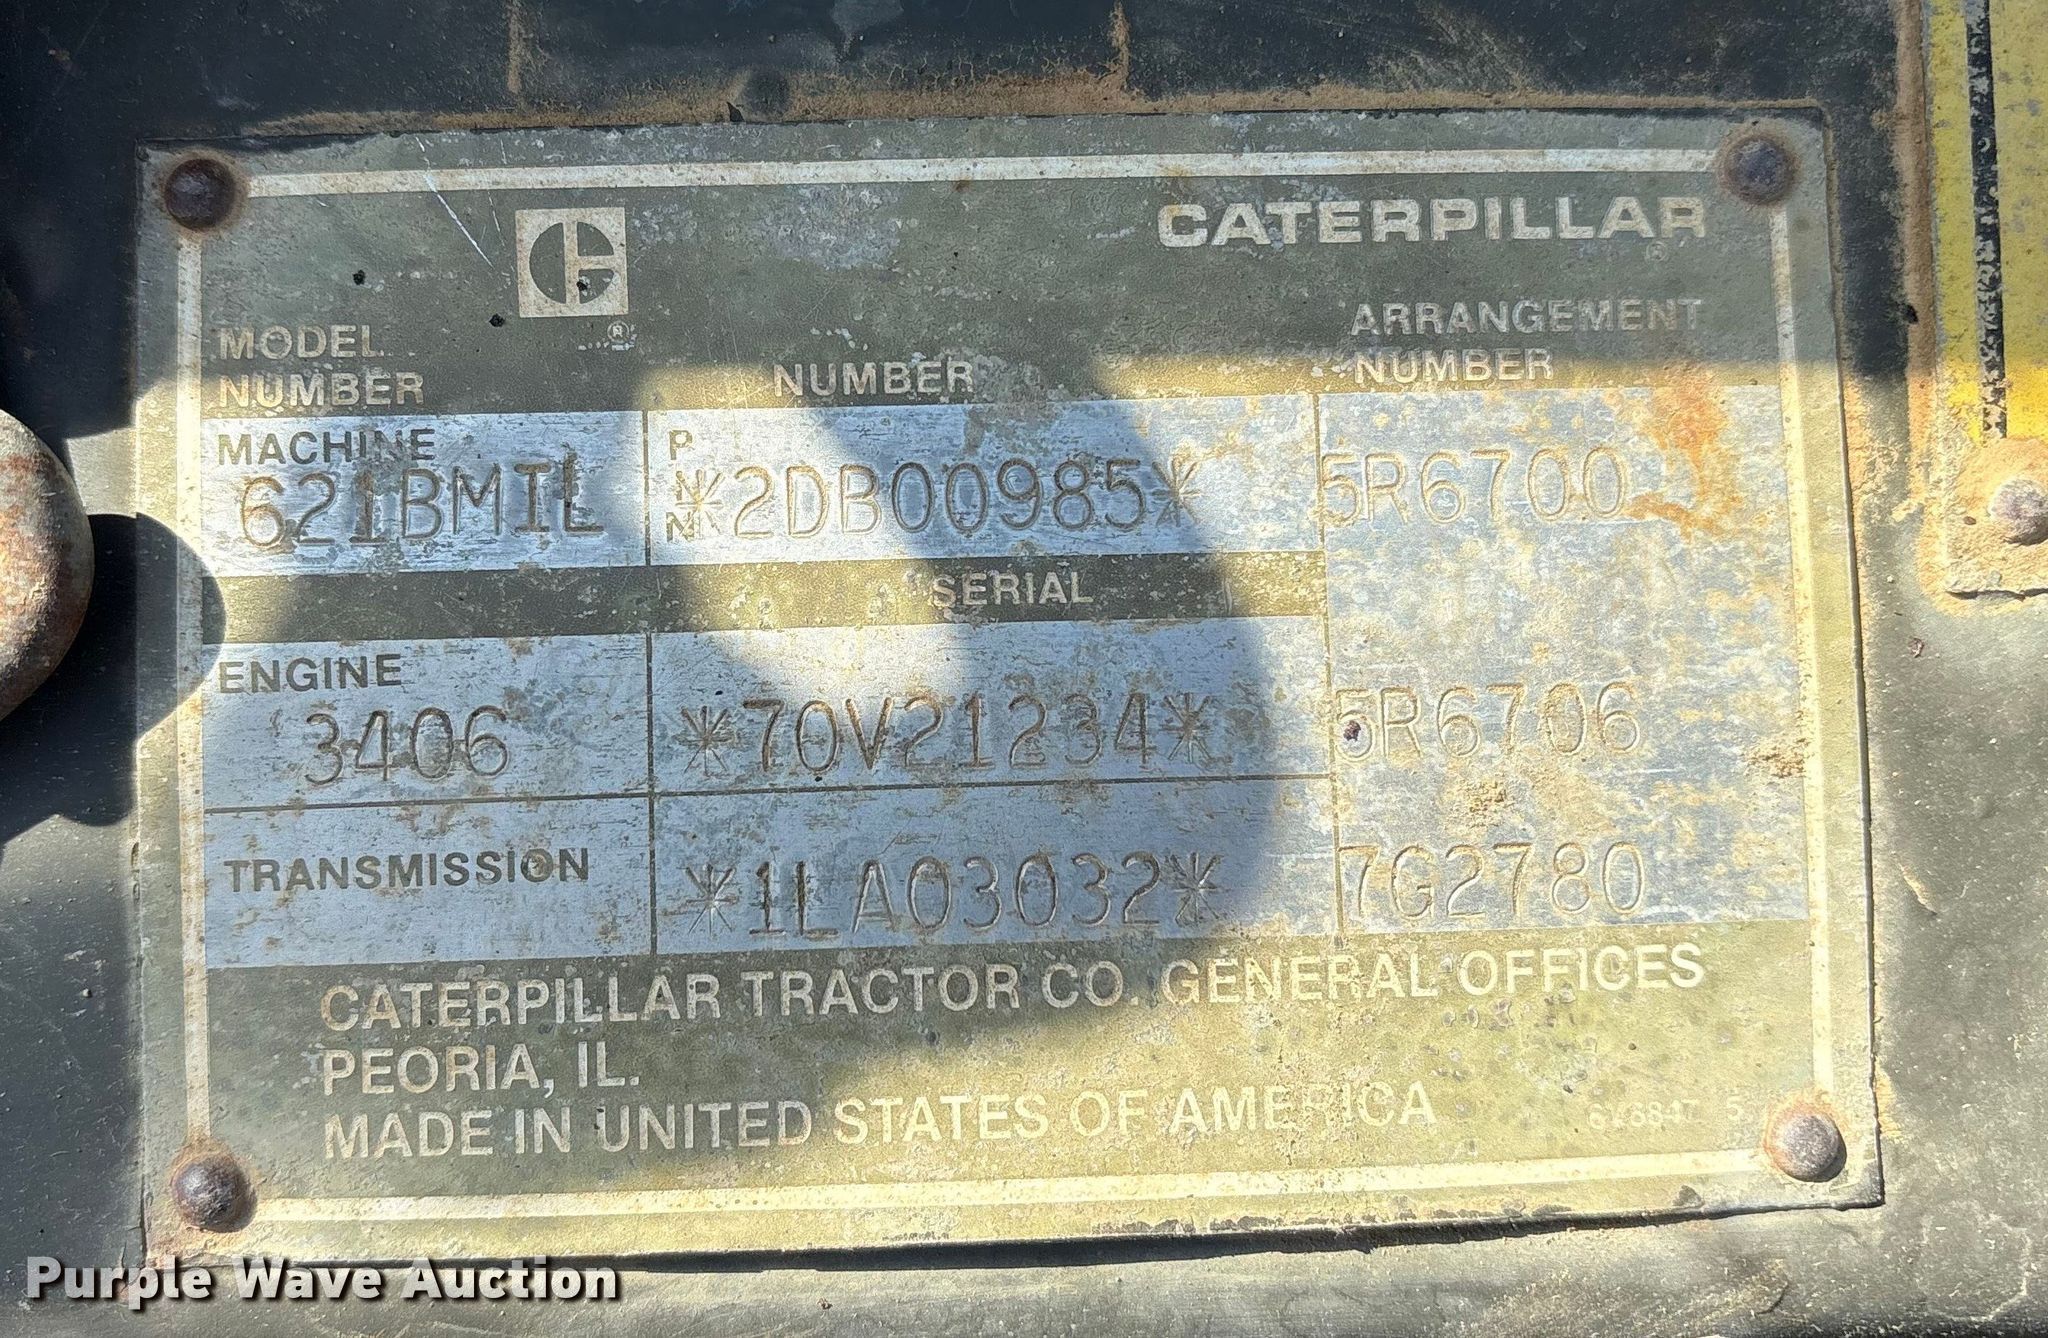 CATERPILLAR
®
®
MODEL
NUMBER
NUMBER
ARRANGEMENT
NUMBER
MACHINE
621BMIL
PIN
*2DB00985*
5R6700
SERIAL
ENGINE
3406
*70V21234*
5R6706
TRANSMISSION
*1LA03032*
7G2780
CATERPILLAR TRACTOR CO. GENERAL OFFICES
PEORIA, IL.
MADE IN UNITED STATES OF AMERICA
Purple Wave Auction